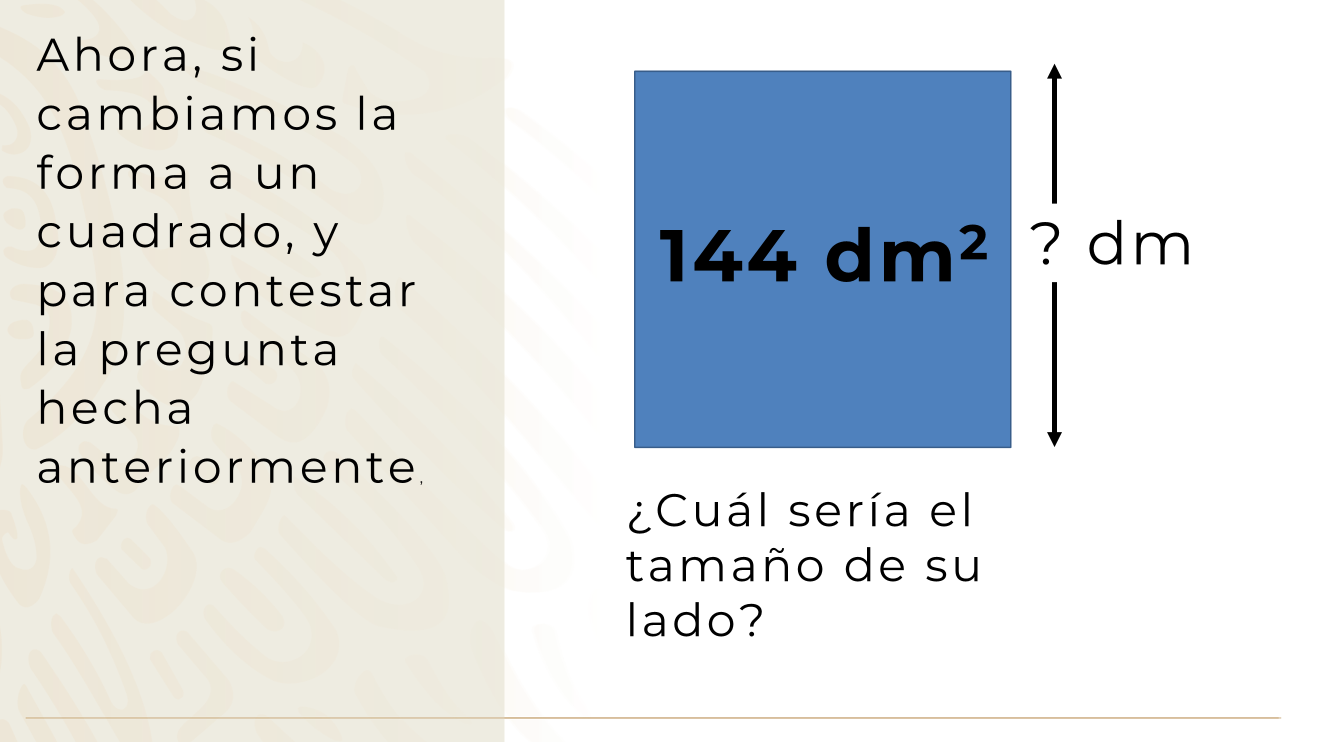 Ahora, si
cambiamos la
forma a un
cuadrado, y
para contestar
la pregunta
hecha
anteriormente,
144 dm²
? dm
¿Cuál sería el
tamaño de su
lado?